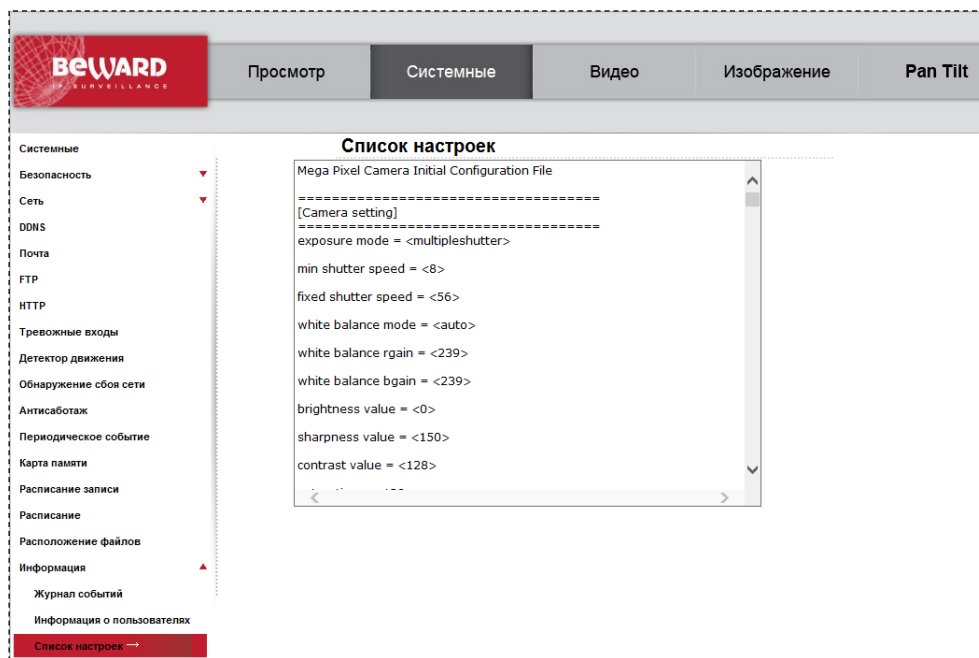 BEWARD
IP SURVEILLANCE
Просмотр
Системные
Видео
Изображение
Pan Tilt
Системные
Безопасность
Сеть
DDNS
Почта
FTP
HTTP
Тревожные входы
Детектор движения
Обнаружение сбоя сети
Антисаботаж
Периодическое событие
Карта памяти
Расписание записи
Расписание
Расположение файлов
Информация
Журнал событий
Информация о пользователях
Список настроек →
Список настроек
Mega Pixel Camera Initial Configuration File
====================================
[Camera setting]
====================================
exposure mode = <multipleshutter>
min shutter speed = <8>
fixed shutter speed = <56>
white balance mode = <auto>
white balance rgain = <239>
white balance bgain = <239>
brightness value = <0>
sharpness value = <150>
contrast value = <128>